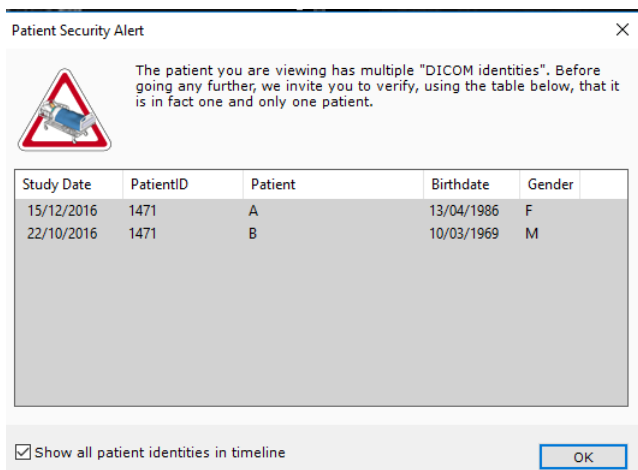 Patient Security Alert
The patient you are viewing has multiple "DICOM identities". Before
going any further, we invite you to verify, using the table below, that it
is in fact one and only one patient.
Study Date PatientID Patient Birthdate Gender
15/12/2016 1471 A 13/04/1986 F
22/10/2016 1471 B 10/03/1969 M
Show all patient identities in timeline
OK